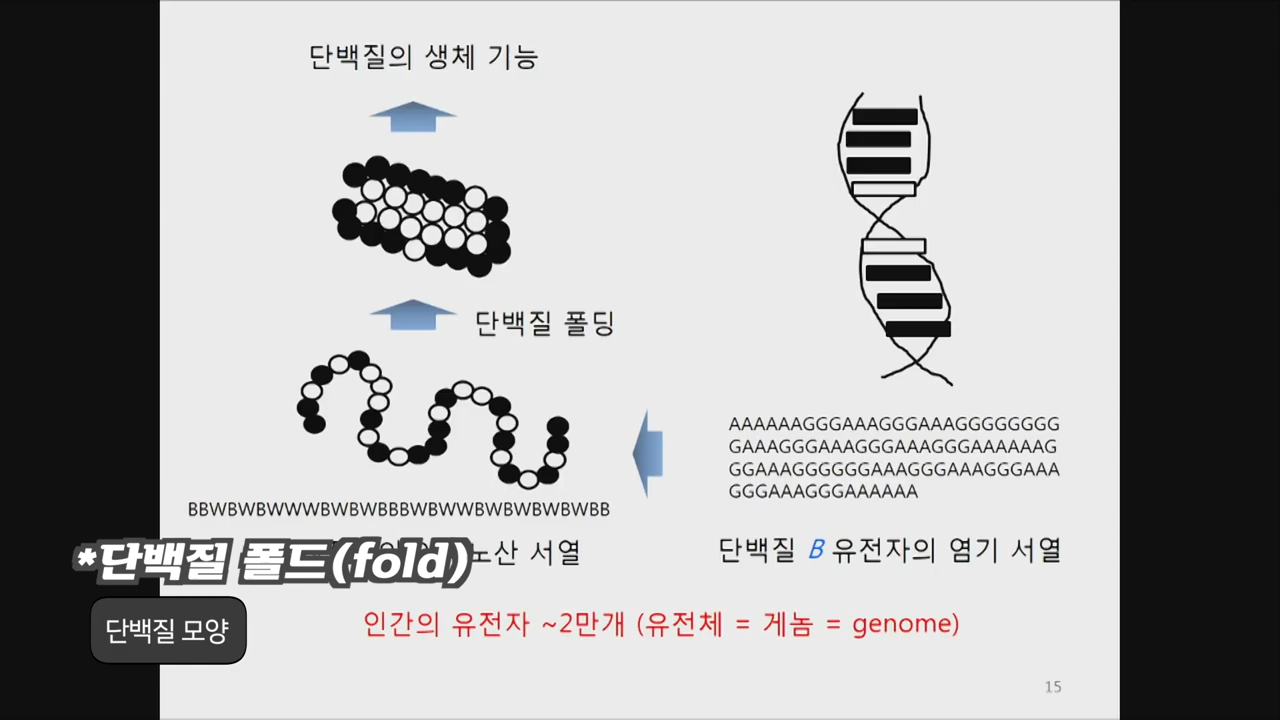 단백질의 생체 기능
단백질 폴딩
AAAAAAGGGAAAGGGAAAGGGGGGGG
GAAAGGGAAAGGGAAAGGGAAAAAAG
GGAAAGGGGGGAAAGGGAAAGGGAAA
GGGAAAGGGAAAAAA
BBWBWBWWWBWBWBBBWBWWBWBWBWBWBB
노산 서열
단백질 B 유전자의 염기 서열
*단백질 폴드(fold)
단백질 모양
인간의 유전자 ~2만개 (유전체 = 게놈 = genome)
15